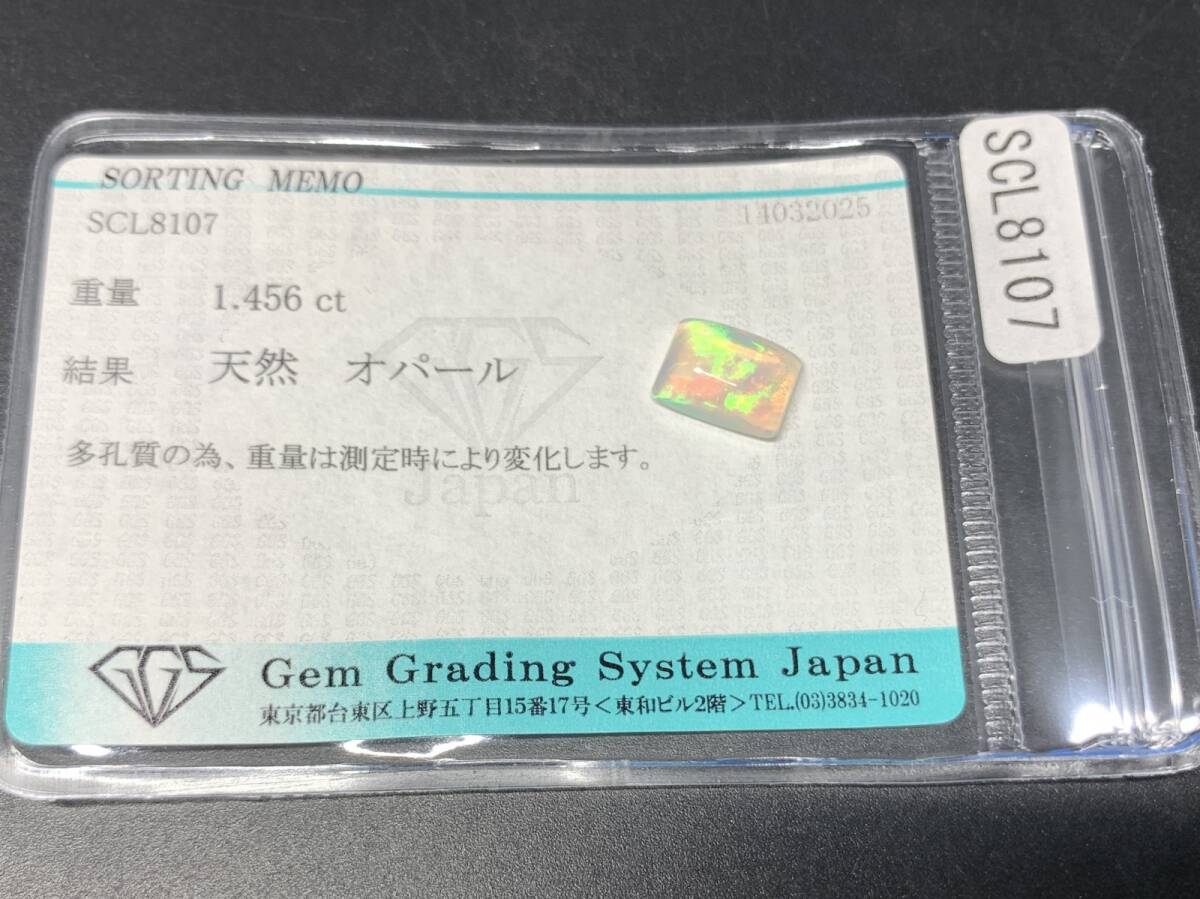 SORTING MEMO
SCL8107
14032025
重量 1.456 ct
結果 天然 オパール
多孔質の為、重量は測定時により変化します。
GGS
Japan
GGS
Gem Grading System Japan
東京都台東区上野五丁目15番17号<東和ビル2階>TEL.(03)3834-1020
SCL8107